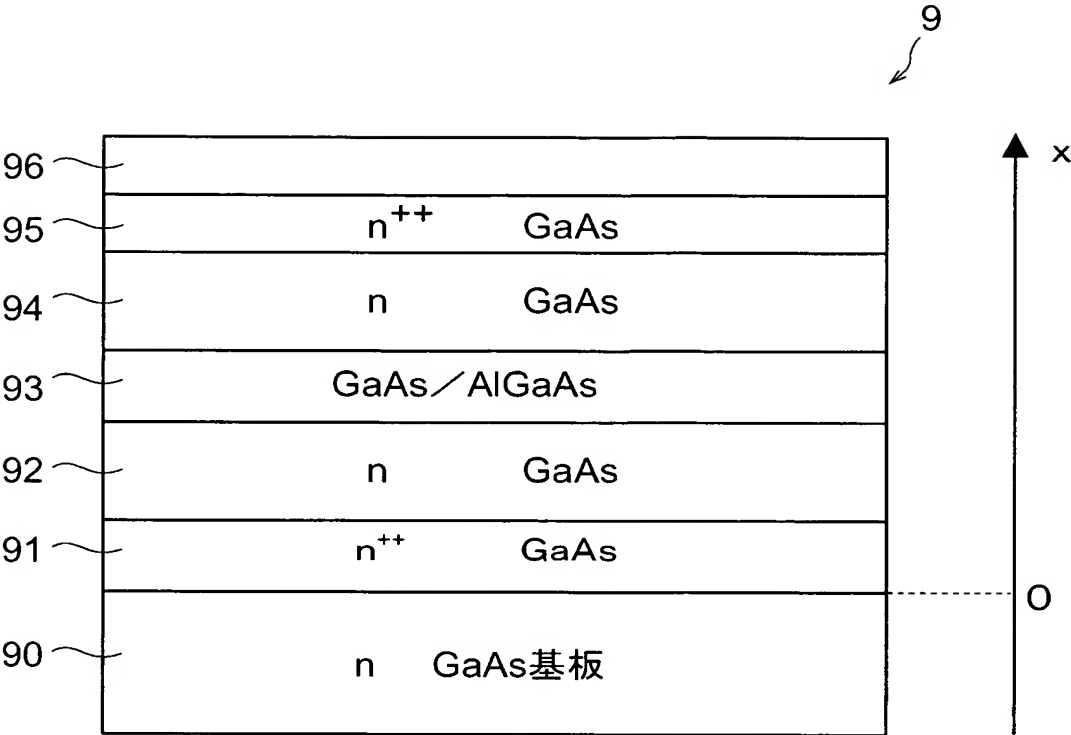 9
x
96
95 n++ GaAs
94 n GaAs
93 GaAs／AlGaAs
92 n GaAs
91 n++ GaAs
O
90 n GaAs基板